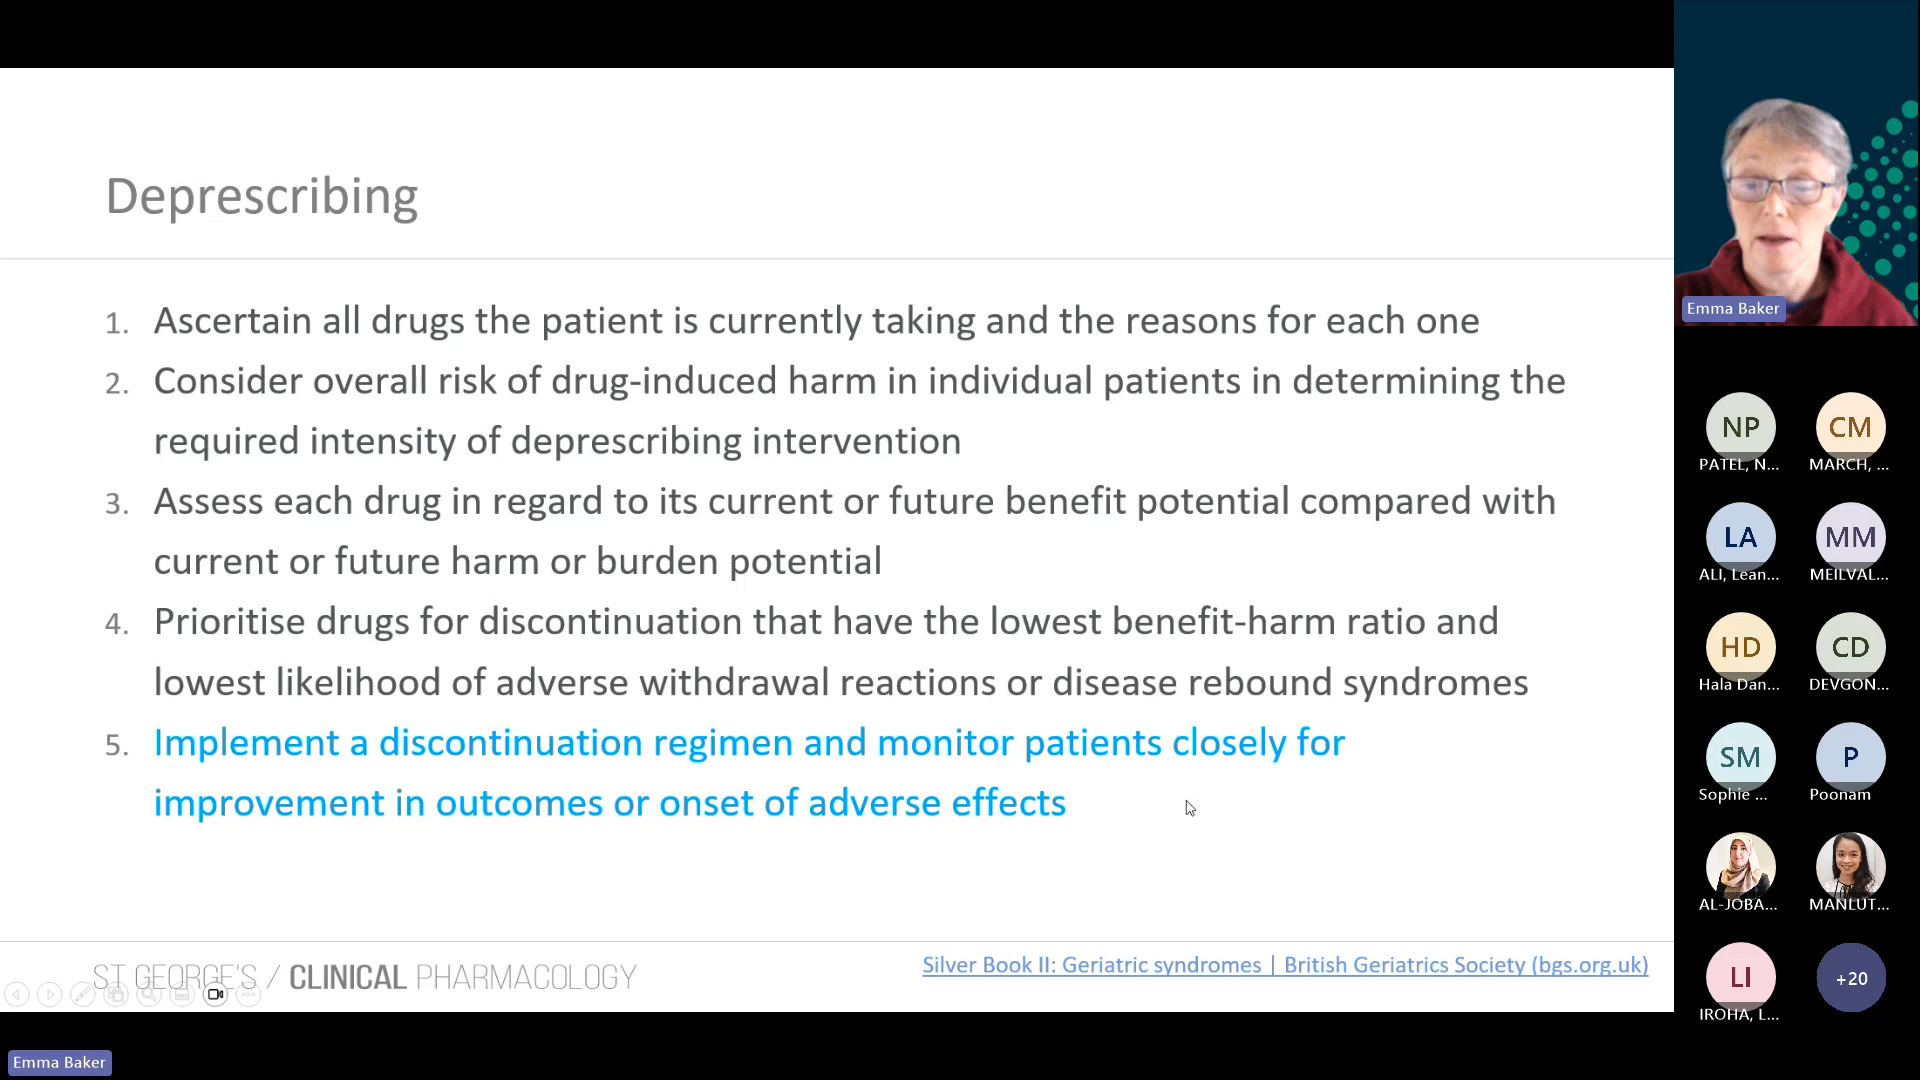 Deprescribing
1. Ascertain all drugs the patient is currently taking and the reasons for each one
2. Consider overall risk of drug-induced harm in individual patients in determining the
required intensity of deprescribing intervention
3. Assess each drug in regard to its current or future benefit potential compared with
current or future harm or burden potential
4. Prioritise drugs for discontinuation that have the lowest benefit-harm ratio and
lowest likelihood of adverse withdrawal reactions or disease rebound syndromes
5. Implement a discontinuation regimen and monitor patients closely for
improvement in outcomes or onset of adverse effects
ST GEORGE'S / CLINICAL PHARMACOLOGY
Silver Book II: Geriatric syndromes | British Geriatrics Society (bgs.org.uk)
Emma Baker
Emma Baker
NP
PATEL, N...
CM
MARCH, ...
LA
ALI, Lean...
MM
MEILVAL...
HD
Hala Dan...
CD
DEVGON...
SM
Sophie ...
P
Poonam
AL-JOBA...
MANLUT...
LI
IROHA, L...
+20